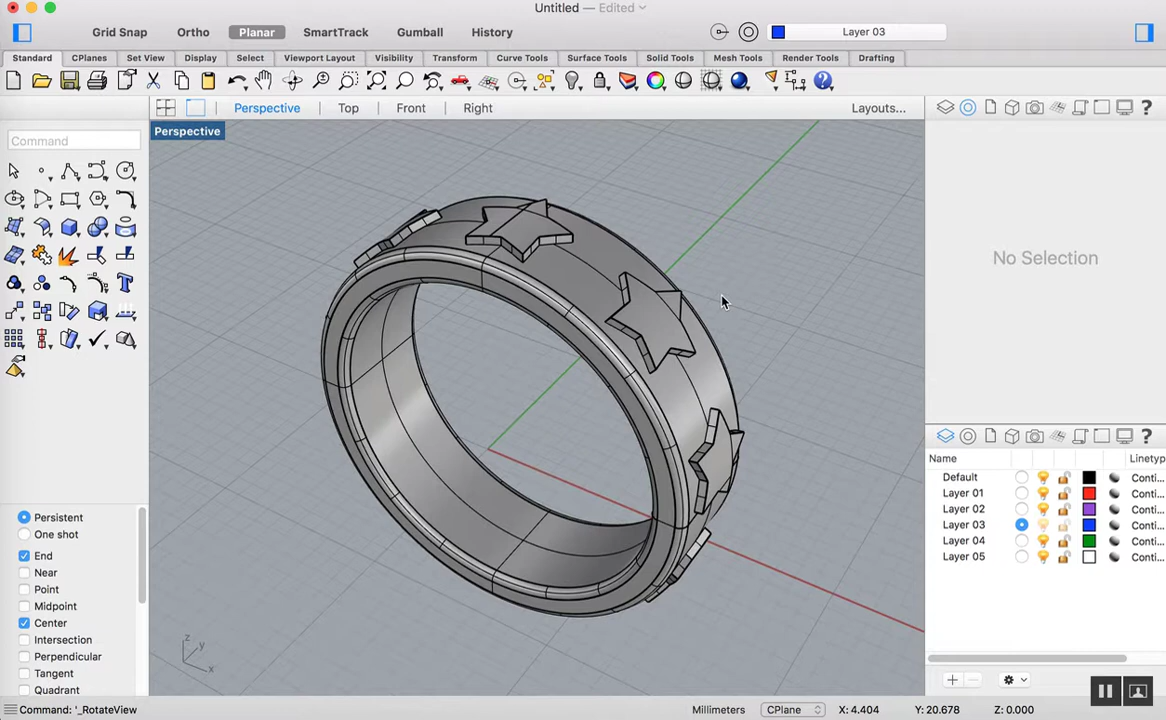 Untitled — Edited
Grid Snap Ortho Planar SmartTrack Gumball History Layer 03
Standard CPlanes Set View Display Select Viewport Layout Visibility Transform Curve Tools Surface Tools Solid Tools Mesh Tools Render Tools Drafting
Perspective Top Front Right Layouts...
Perspective
Command
No Selection
Name Linetyp
Default Conti...
Layer 01 Conti...
Layer 02 Conti...
Layer 03 Conti...
Layer 04 Conti...
Layer 05 Conti...
Persistent
One shot
End
Near
Point
Midpoint
Center
Intersection
Perpendicular
Tangent
Quadrant
z
y
x
Command: '_RotateView Millimeters CPlane X: 4.404 Y: 20.678 Z: 0.000